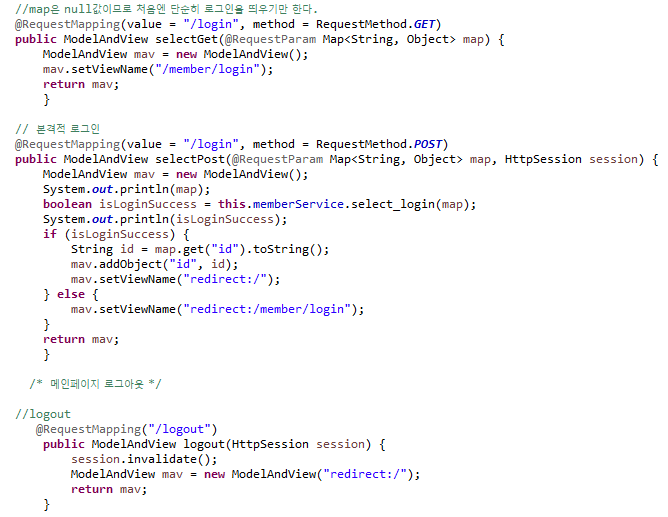 //map은 null값이므로 처음엔 단순히 로그인을 띄우기만 한다.
@RequestMapping(value = "/login", method = RequestMethod.GET)
public ModelAndView selectGet(@RequestParam Map<String, Object> map) {
    ModelAndView mav = new ModelAndView();
    mav.setViewName("/member/login");
    return mav;
    }
// 본격적 로그인
@RequestMapping(value = "/login", method = RequestMethod.POST)
public ModelAndView selectPost(@RequestParam Map<String, Object> map, HttpSession session) {
    ModelAndView mav = new ModelAndView();
    System.out.println(map);
    boolean isLoginSuccess = this.memberService.select_login(map);
    System.out.println(isLoginSuccess);
    if (isLoginSuccess) {
        String id = map.get("id").toString();
        mav.addObject("id", id);
        mav.setViewName("redirect:/");
    } else {
        mav.setViewName("redirect:/member/login");
    }
    return mav;
    }
  /* 메인페이지 로그아웃 */
//logout
   @RequestMapping("/logout")
    public ModelAndView logout(HttpSession session) {
        session.invalidate();
        ModelAndView mav = new ModelAndView("redirect:/");
        return mav;
    }